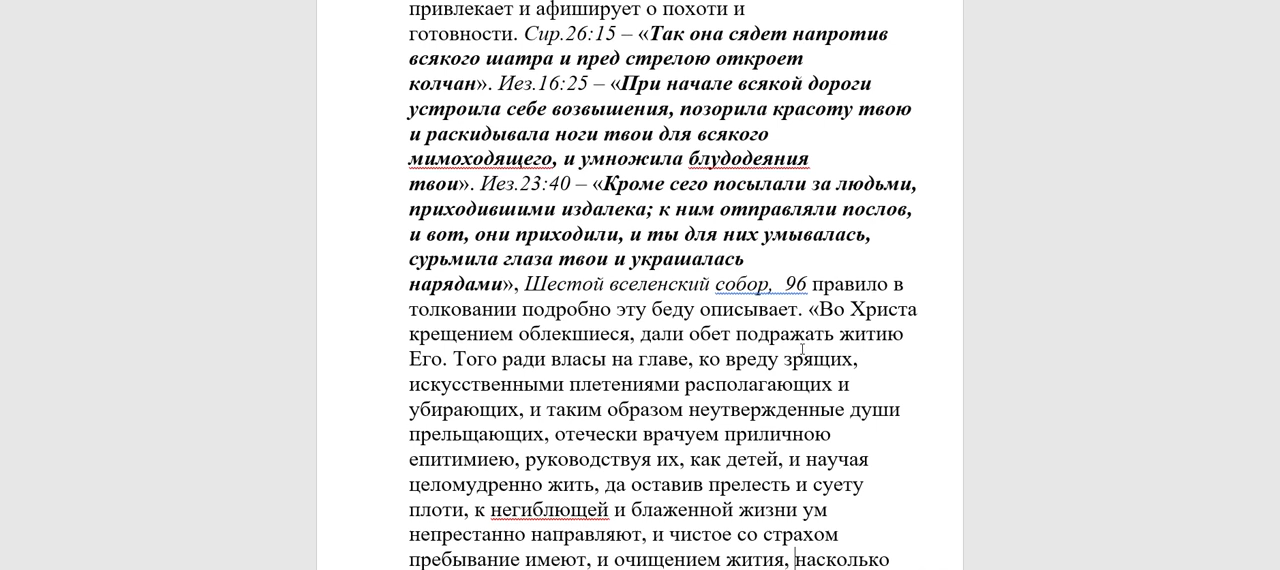 привлекает и афиширует о похоти и
готовности. Сир.26:15 – «Так она сядет напротив
всякого шатра и пред стрелою откроет
колчан». Иез.16:25 – «При начале всякой дороги
устроила себе возвышения, позорила красоту твою
и раскидывала ноги твои для всякого
мимоходящего, и умножила блудодеяния
твои». Иез.23:40 – «Кроме сего посылали за людьми,
приходившими издалека; к ним отправляли послов,
и вот, они приходили, и ты для них умывалась,
сурьмила глаза твои и украшалась
нарядами», Шестой вселенский собор,  96 правило в
толковании подробно эту беду описывает. «Во Христа
крещением облекшиеся, дали обет подражать житию
Его. Того ради власы на главе, ко вреду зрящих,
искусственными плетениями располагающих и
убирающих, и таким образом неутвержденные души
прельщающих, отечески врачуем приличною
епитимиею, руководствуя их, как детей, и научая
целомудренно жить, да оставив прелесть и суету
плоти, к негиблющей и блаженной жизни ум
непрестанно направляют, и чистое со страхом
пребывание имеют, и очищением жития, насколько